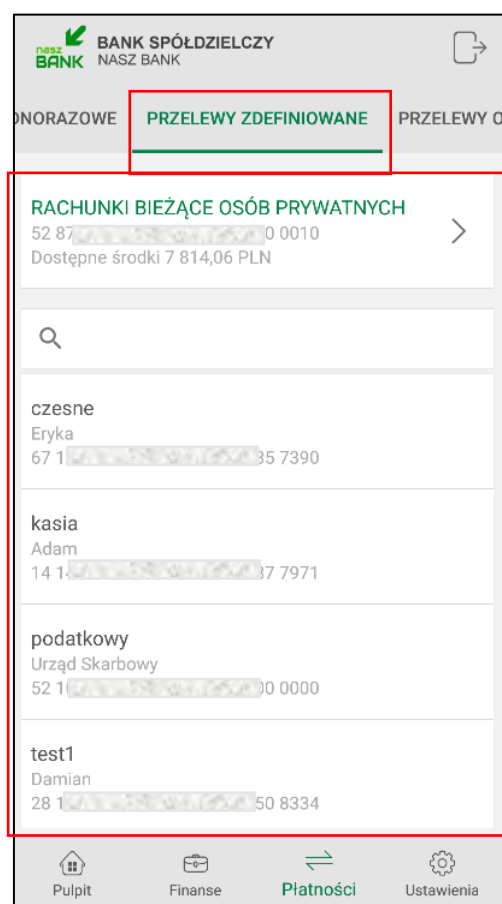 nasz
BANK
BANK SPÓŁDZIELCZY
NASZ BANK
ONORAZOWE PRZELEWY ZDEFINIOWANE PRZELEWY O
RACHUNKI BIEŻĄCE OSÓB PRYWATNYCH
52 87 0 0010
Dostępne środki 7 814,06 PLN
czesne
Eryka
67 1 35 7390
kasia
Adam
14 14 37 7971
podatkowy
Urząd Skarbowy
52 10 00 0000
test1
Damian
28 1 50 8334
Pulpit Finanse Płatności Ustawienia